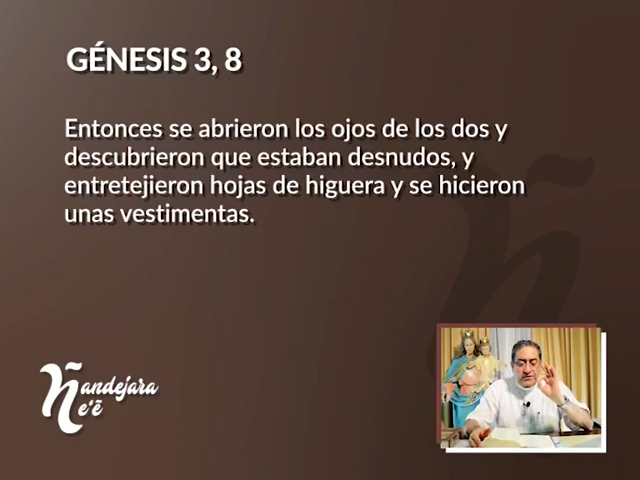 GÉNESIS 3, 8
Entonces se abrieron los ojos de los dos y
descubrieron que estaban desnudos, y
entretejieron hojas de higuera y se hicieron
unas vestimentas.
Ñandejara
Ñe'ẽ